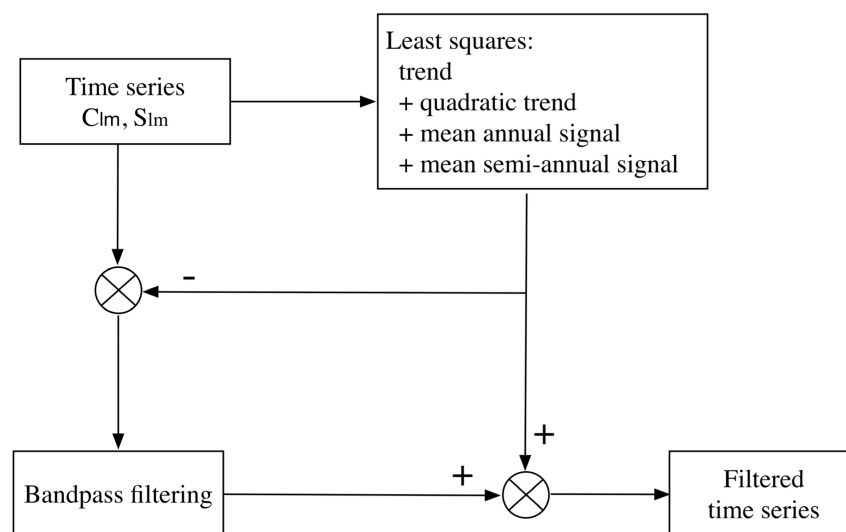 Time series
Clm, Slm
Least squares:
trend
+ quadratic trend
+ mean annual signal
+ mean semi-annual signal
-
+
Bandpass filtering
+
Filtered
time series